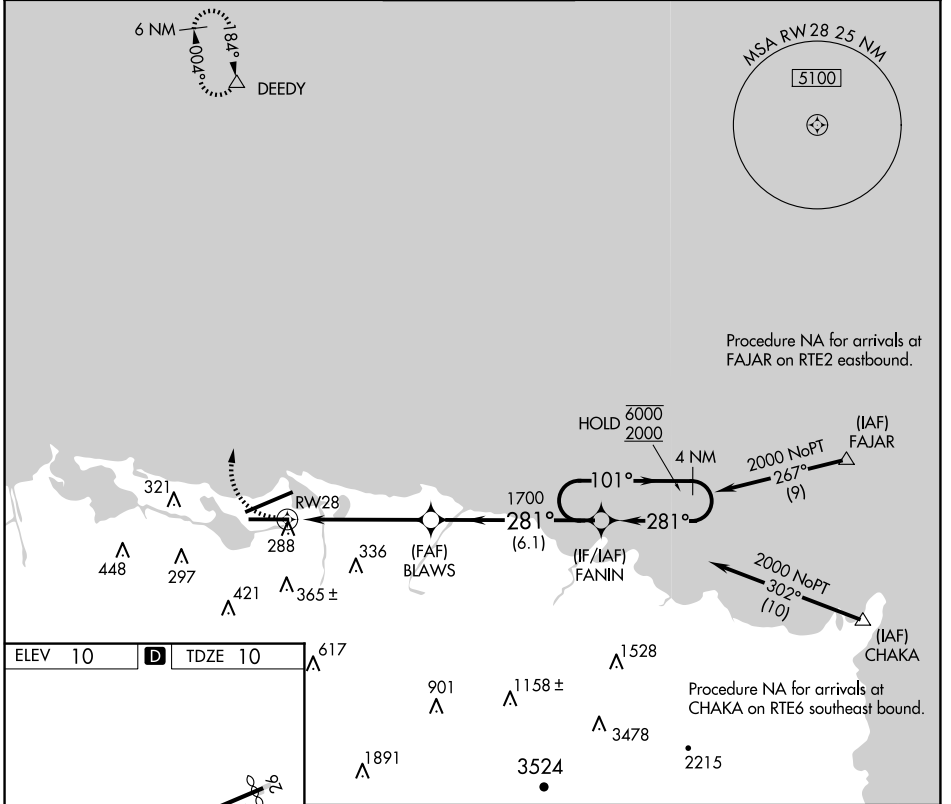 6 NM
184°
004°
DEEDY
MSA RW28 25 NM
5100
Procedure NA for arrivals at
FAJAR on RTE2 eastbound.
HOLD 6000
2000
4 NM
(IAF)
FAJAR
2000 NoPT
267°
(9)
101°
1700
281°
(6.1)
281°
321
RW28
288
(FAF)
BLAWS
(IF/IAF)
FANIN
336
448
297
421
365 ±
2000 NoPT
302°
(10)
(IAF)
CHAKA
ELEV 10 D TDZE 10
617
901
1158 ±
1528
3478
Procedure NA for arrivals at
CHAKA on RTE6 southeast bound.
1891
3524
2215
26